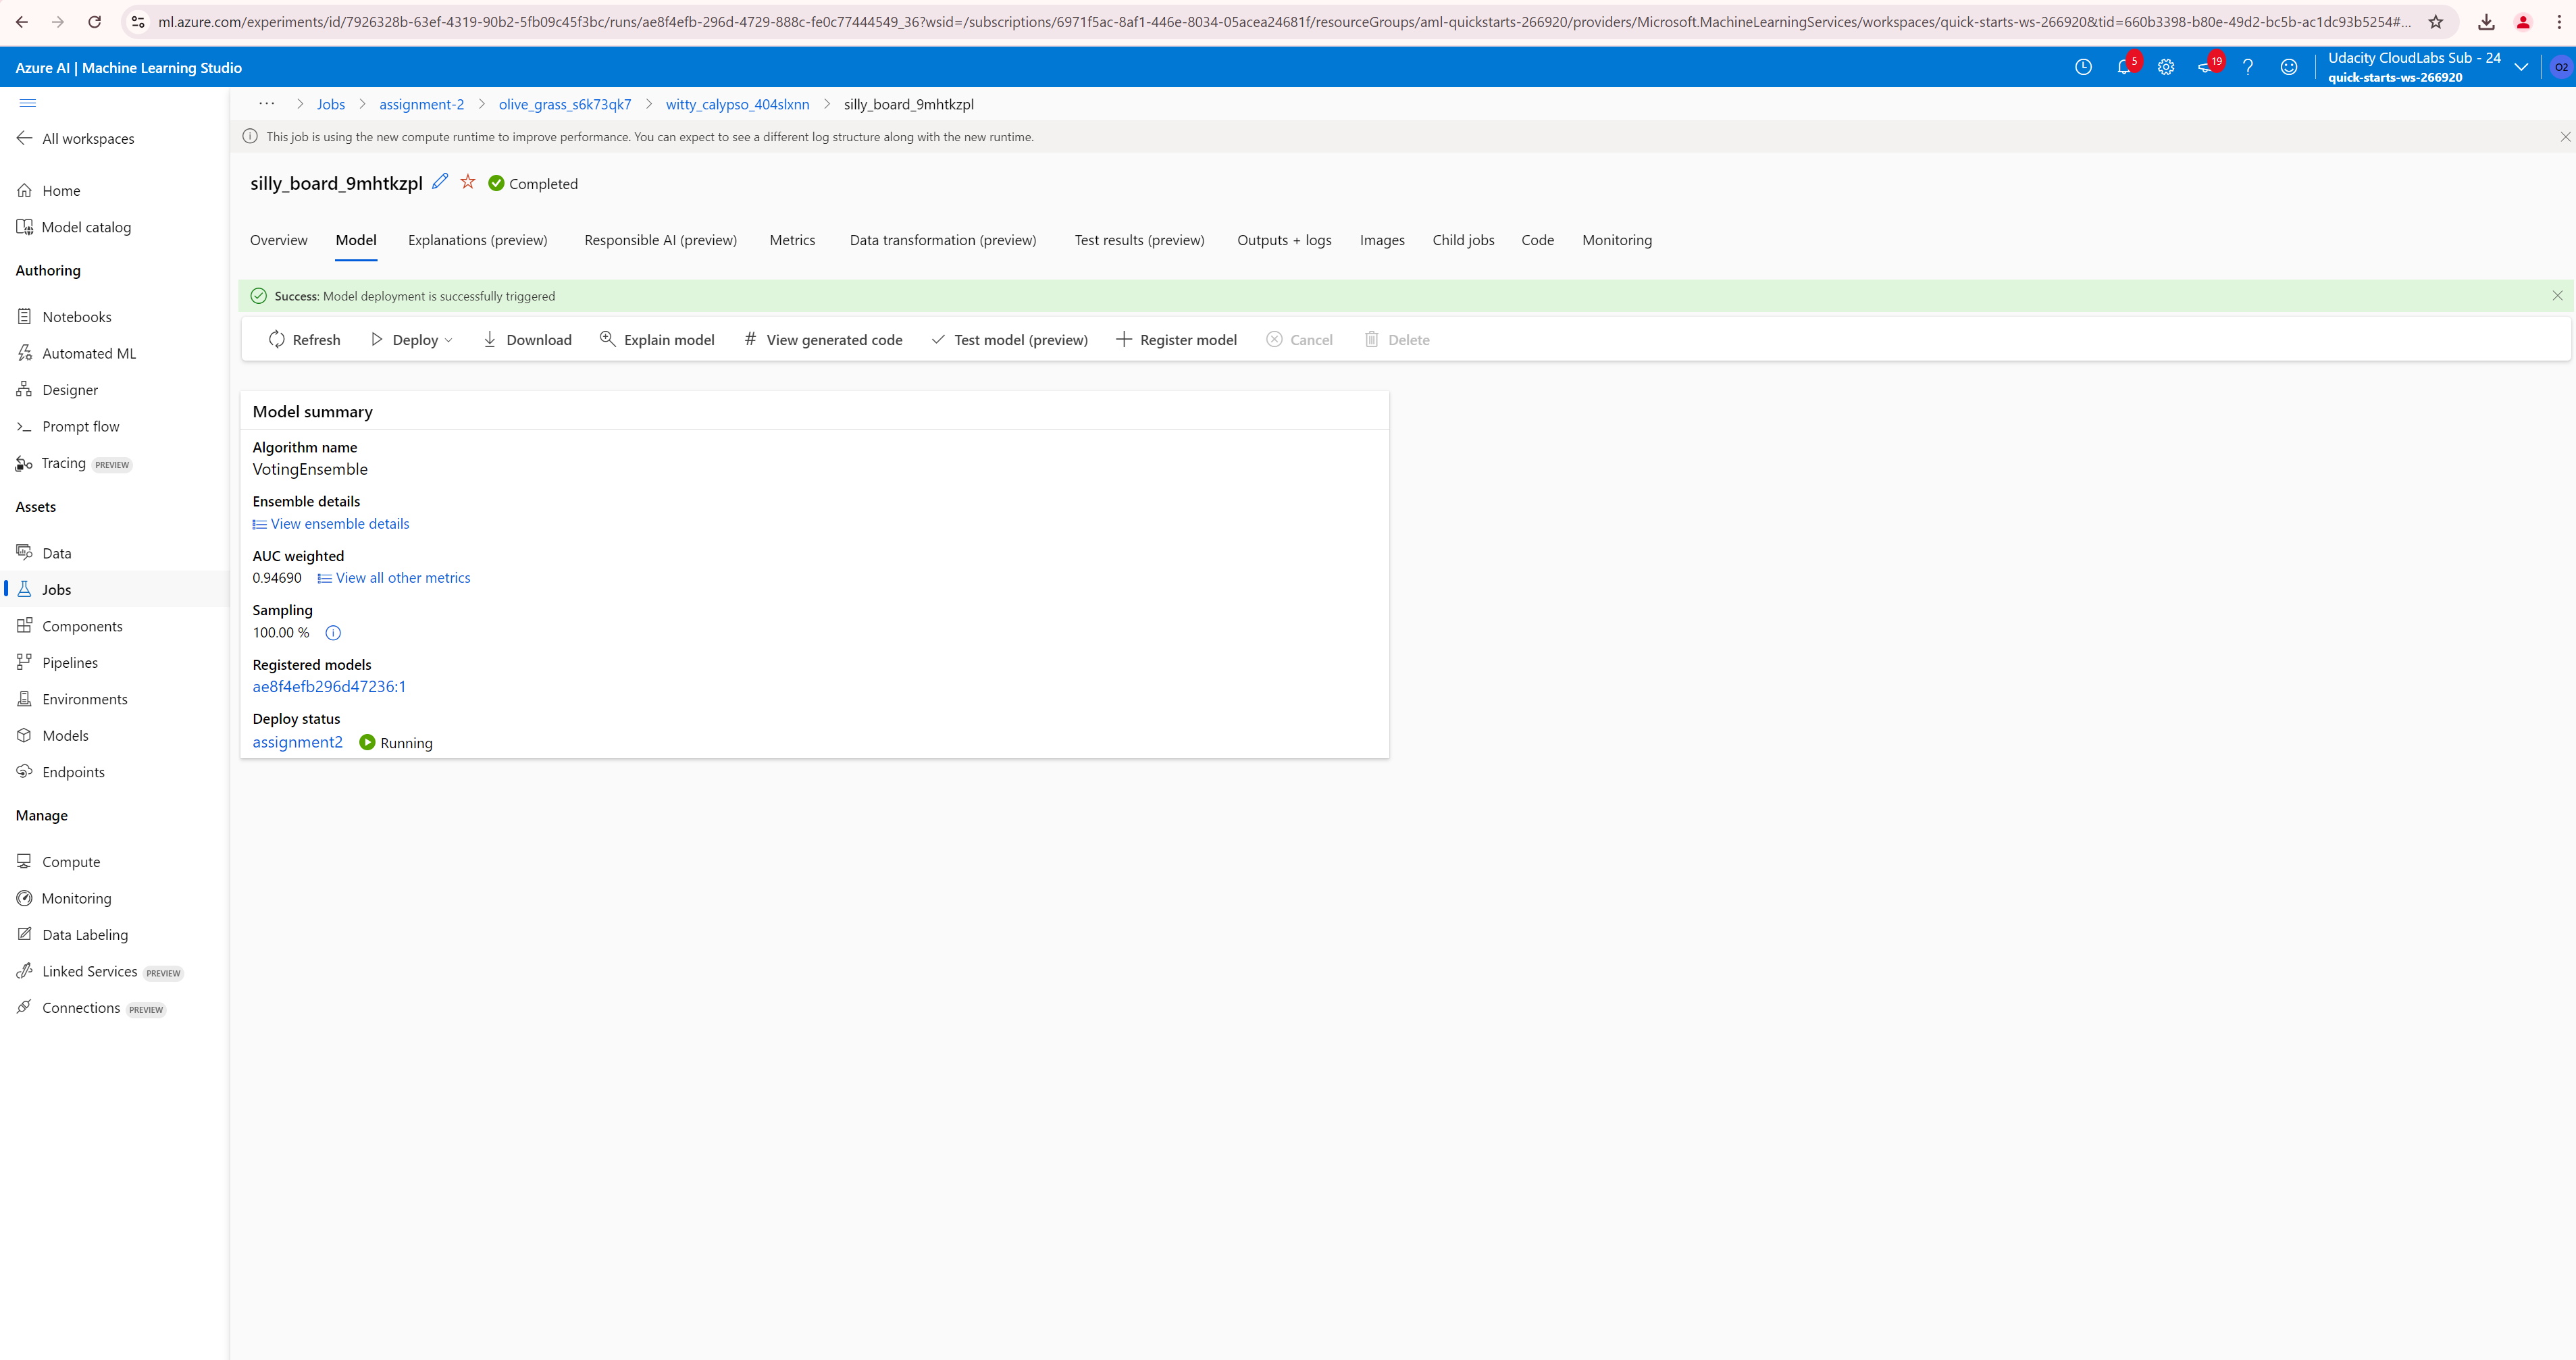 ml.azure.com/experiments/id/7926328b-63ef-4319-90b2-5fb09c45f3bc/runs/ae8f4efb-296d-4729-888c-fe0c77444549_36?wsid=/subscriptions/6971f5ac-8af1-446e-8034-05acea24681f/resourceGroups/aml-quickstarts-266920/providers/Microsoft.MachineLearningServices/workspaces/quick-starts-ws-266920&tid=660b3398-b80e-49d2-bc5b-ac1dc93b5254#...
Azure AI | Machine Learning Studio
5
19
Udacity CloudLabs Sub - 24
quick-starts-ws-266920
O2
All workspaces
Home
Model catalog
Authoring
Notebooks
Automated ML
Designer
Prompt flow
Tracing PREVIEW
Assets
Data
Jobs
Components
Pipelines
Environments
Models
Endpoints
Manage
Compute
Monitoring
Data Labeling
Linked Services PREVIEW
Connections PREVIEW
... > Jobs > assignment-2 > olive_grass_s6k73qk7 > witty_calypso_404slxnn > silly_board_9mhtkzpl
This job is using the new compute runtime to improve performance. You can expect to see a different log structure along with the new runtime.
silly_board_9mhtkzpl Completed
Overview Model Explanations (preview) Responsible AI (preview) Metrics Data transformation (preview) Test results (preview) Outputs + logs Images Child jobs Code Monitoring
Success: Model deployment is successfully triggered
Refresh Deploy Download Explain model # View generated code Test model (preview) Register model Cancel Delete
Model summary
Algorithm name
VotingEnsemble
Ensemble details
View ensemble details
AUC weighted
0.94690 View all other metrics
Sampling
100.00 %
Registered models
ae8f4efb296d47236:1
Deploy status
assignment2 Running